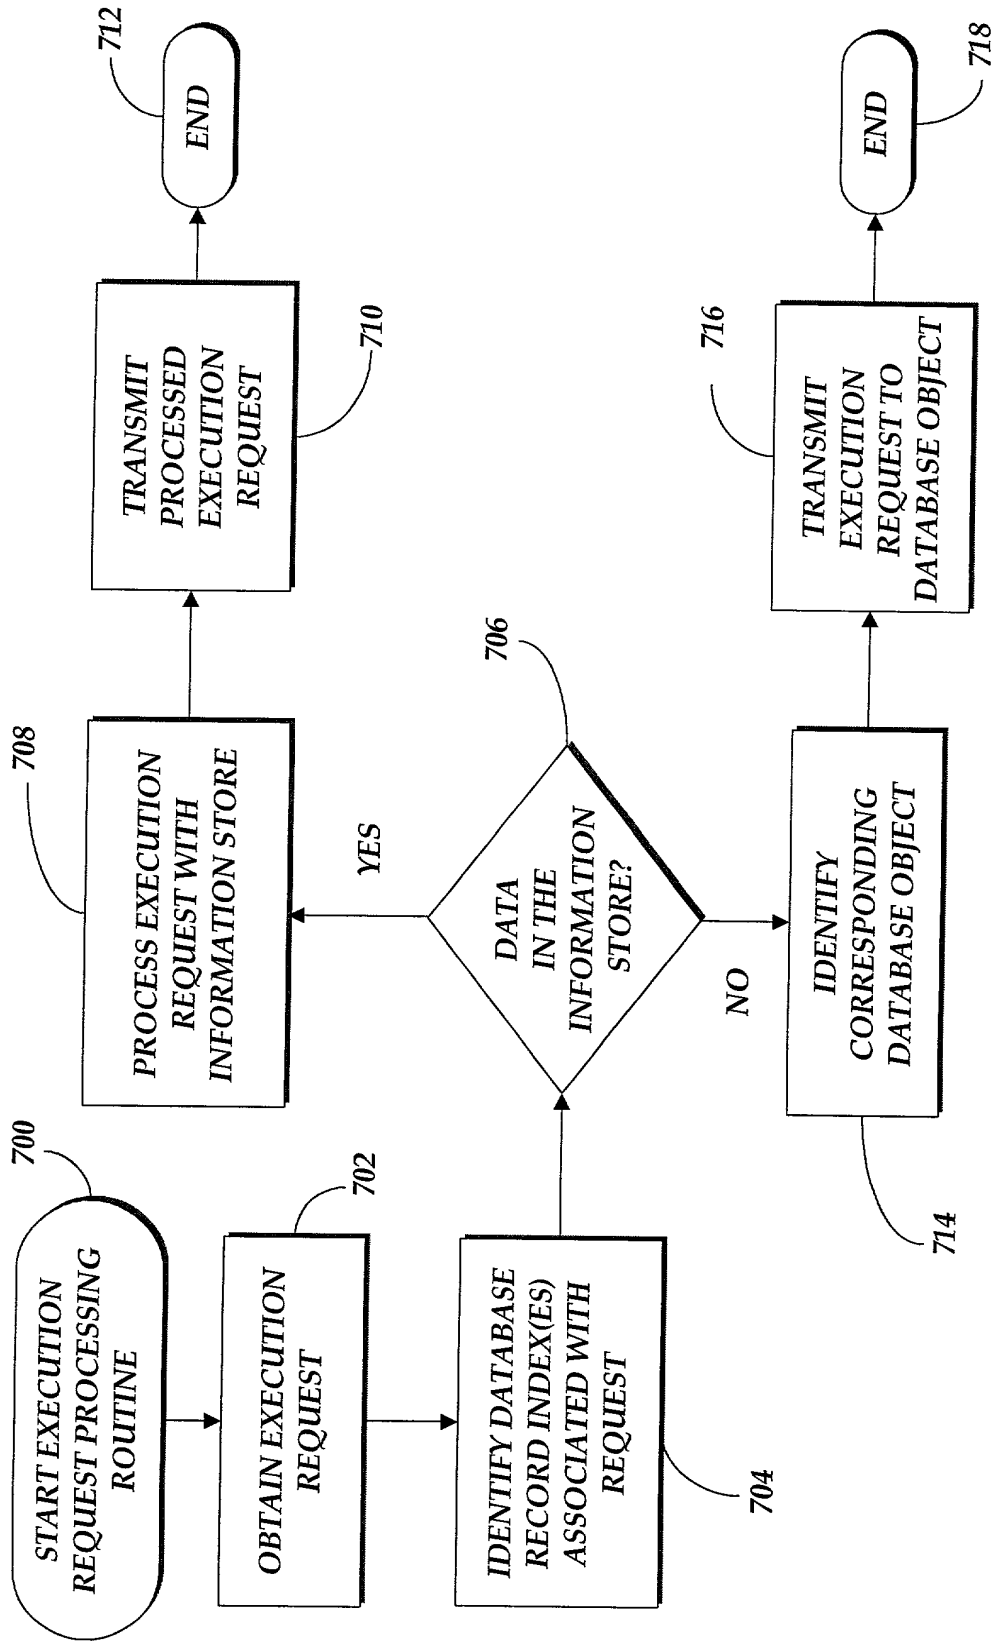 700
START EXECUTION
REQUEST PROCESSING
ROUTINE
702
OBTAIN EXECUTION
REQUEST
704
IDENTIFY DATABASE
RECORD INDEX(ES)
ASSOCIATED WITH
REQUEST
706
DATA
IN THE
INFORMATION
STORE?
YES
708
PROCESS EXECUTION
REQUEST WITH
INFORMATION STORE
710
TRANSMIT
PROCESSED
EXECUTION
REQUEST
712
END
NO
714
IDENTIFY
CORRESPONDING
DATABASE OBJECT
716
TRANSMIT
EXECUTION
REQUEST TO
DATABASE OBJECT
718
END